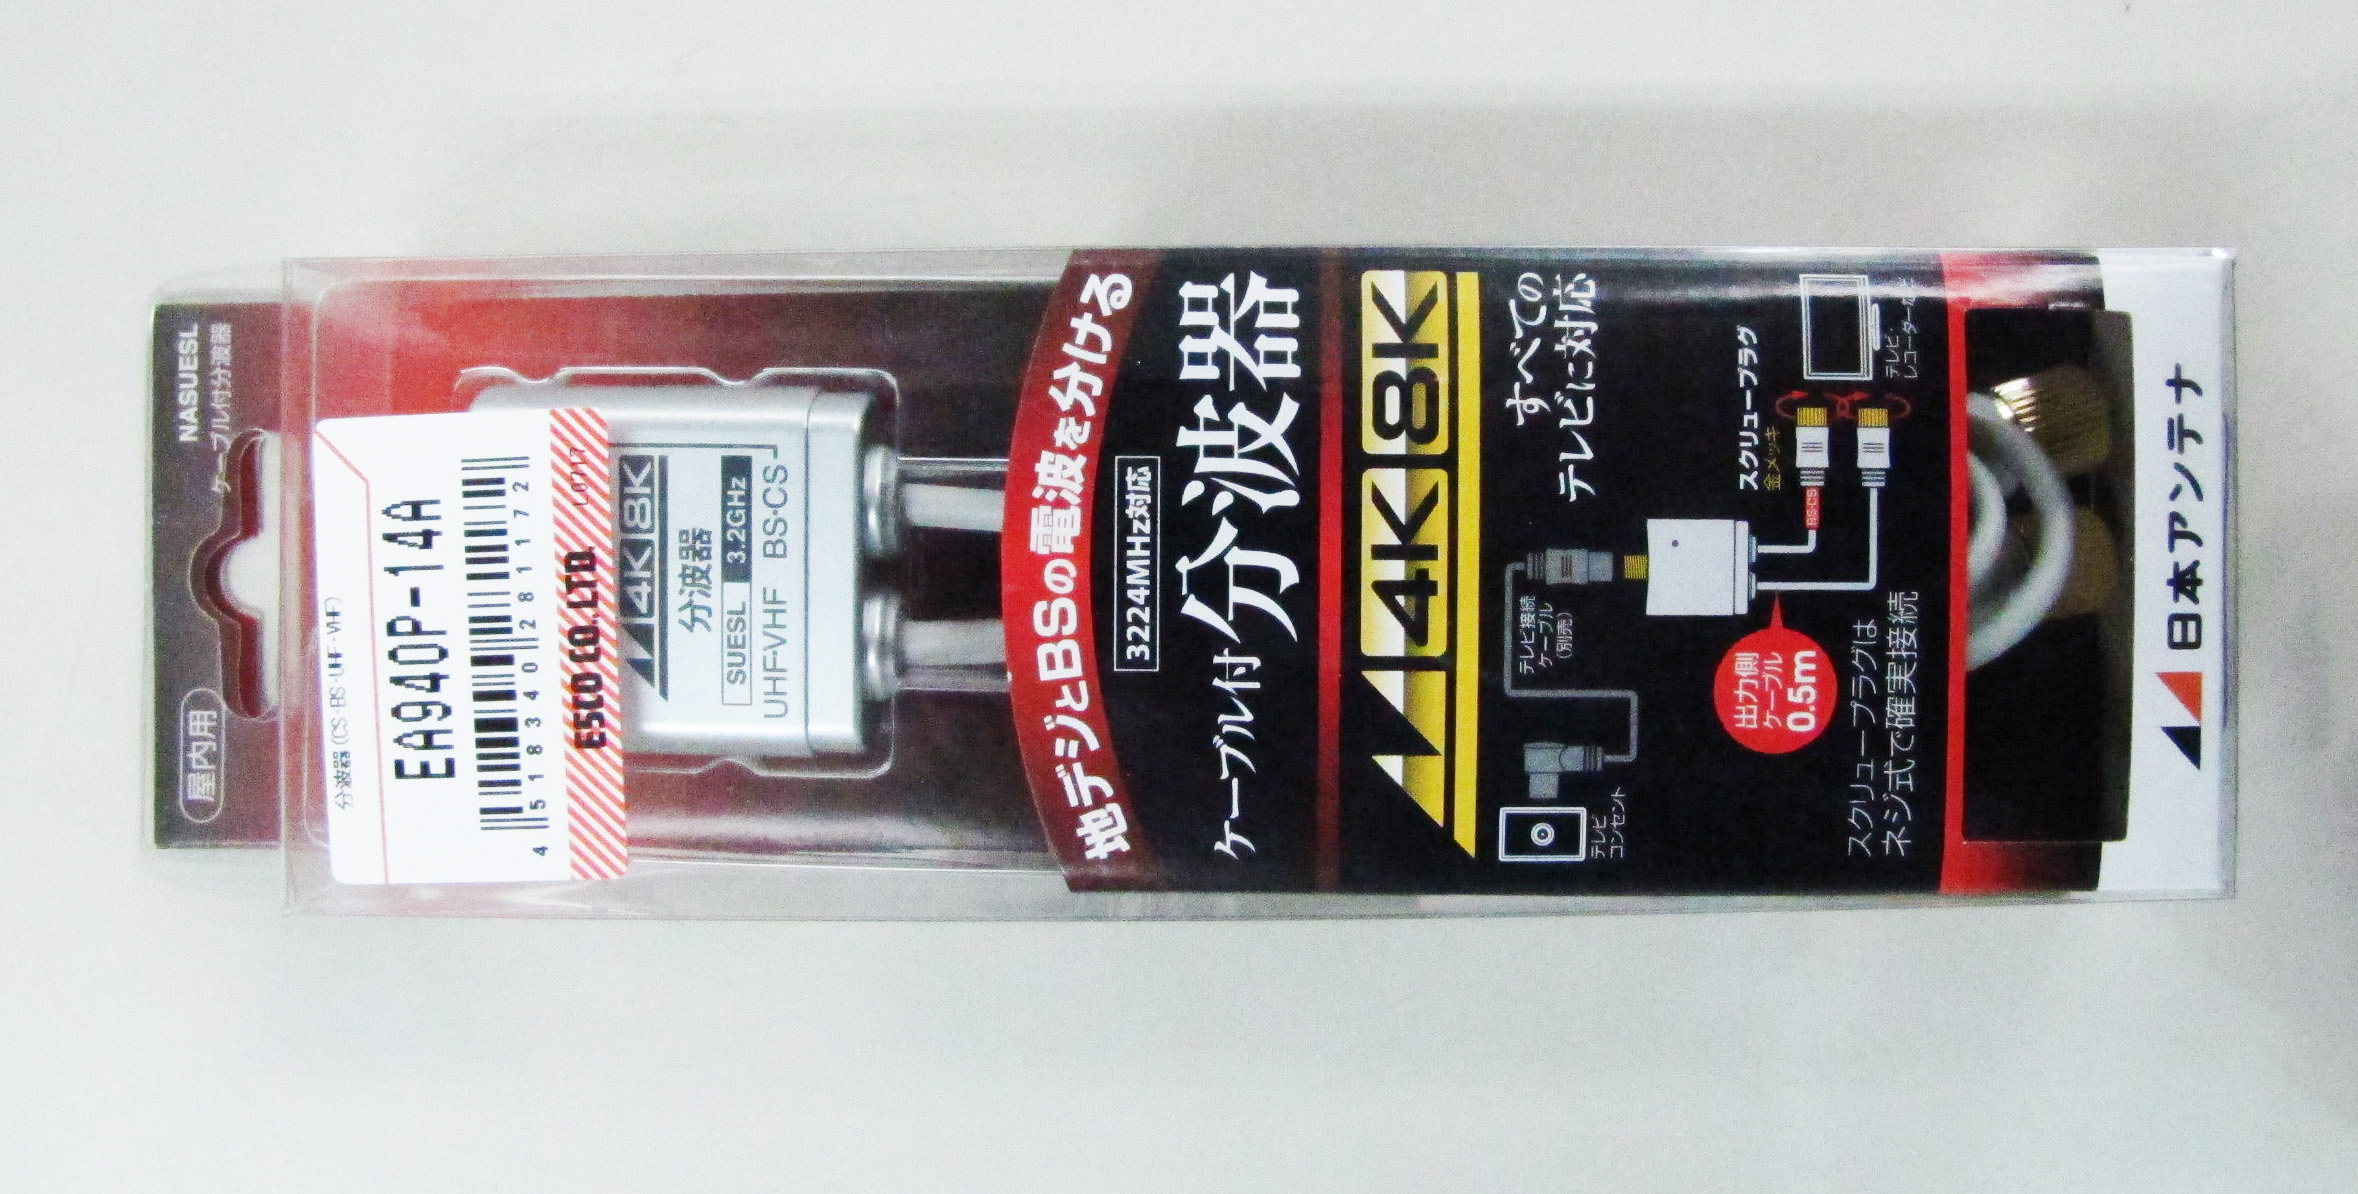 NASUESL
ケーブル付分波器
屋内用
分波器(CS・BS・UHF・VHF)
EA940P-14A
4 518340 281172
ESCO CO.,LTD.
L0717
4K 8K
分波器
SUESL 3.2GHz
UHF・VHF BS・CS
地デジとBSの電波を分ける
3224MHz対応
ケーブル付分波器
4K 8K
すべての
テレビに対応
テレビ
コンセント
テレビ接続
ケーブル
(別売)
スクリュープラグ
金メッキ
BS・CS
テレビ・
レコーターなど
出力側
ケーブル
0.5m
スクリュープラグは
ネジ式で確実接続
日本アンテナ